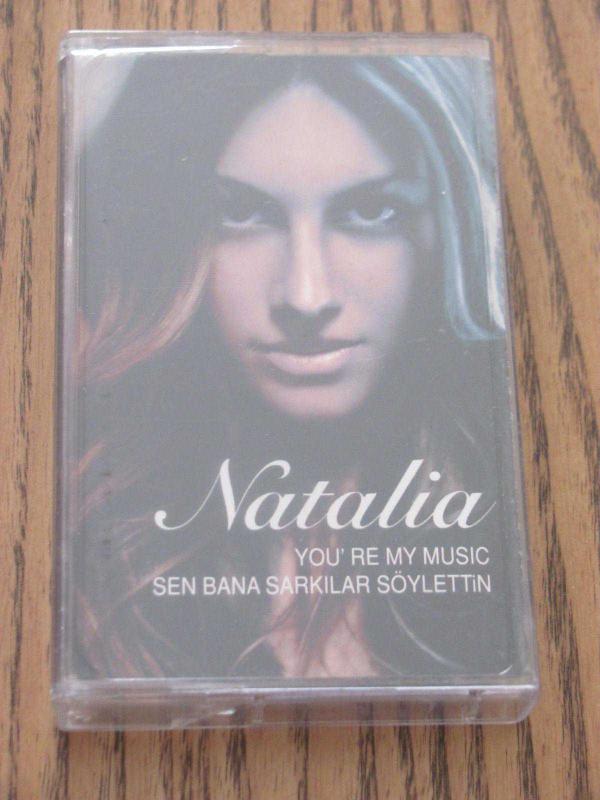 Natalia
YOU' RE MY MUSIC
SEN BANA SARKILAR SÖYLETTiN